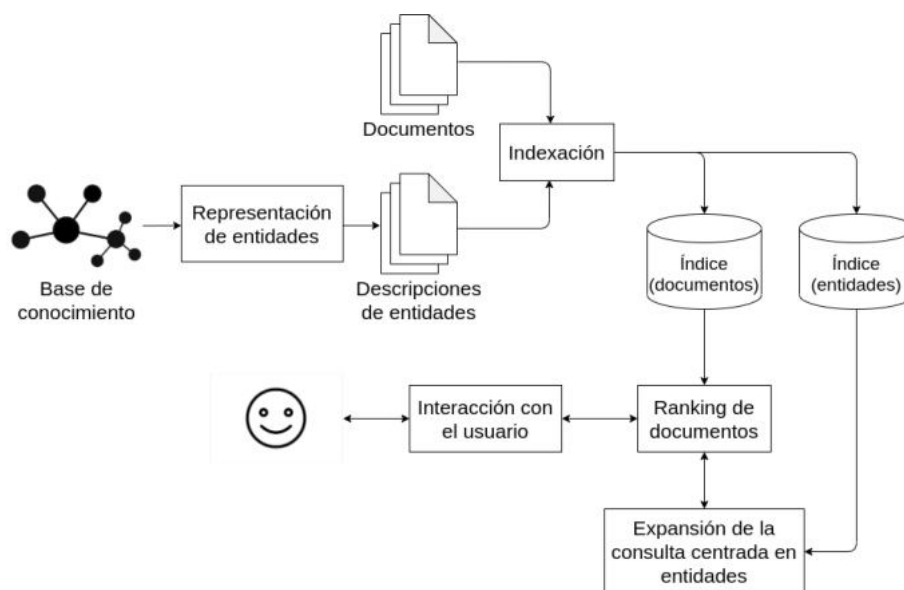 Documentos
Indexación
Representación
de entidades
Base de
conocimiento
Descripciones
de entidades
Índice
(documentos)
Índice
(entidades)
Interacción con
el usuario
Ranking de
documentos
Expansión de la
consulta centrada en
entidades